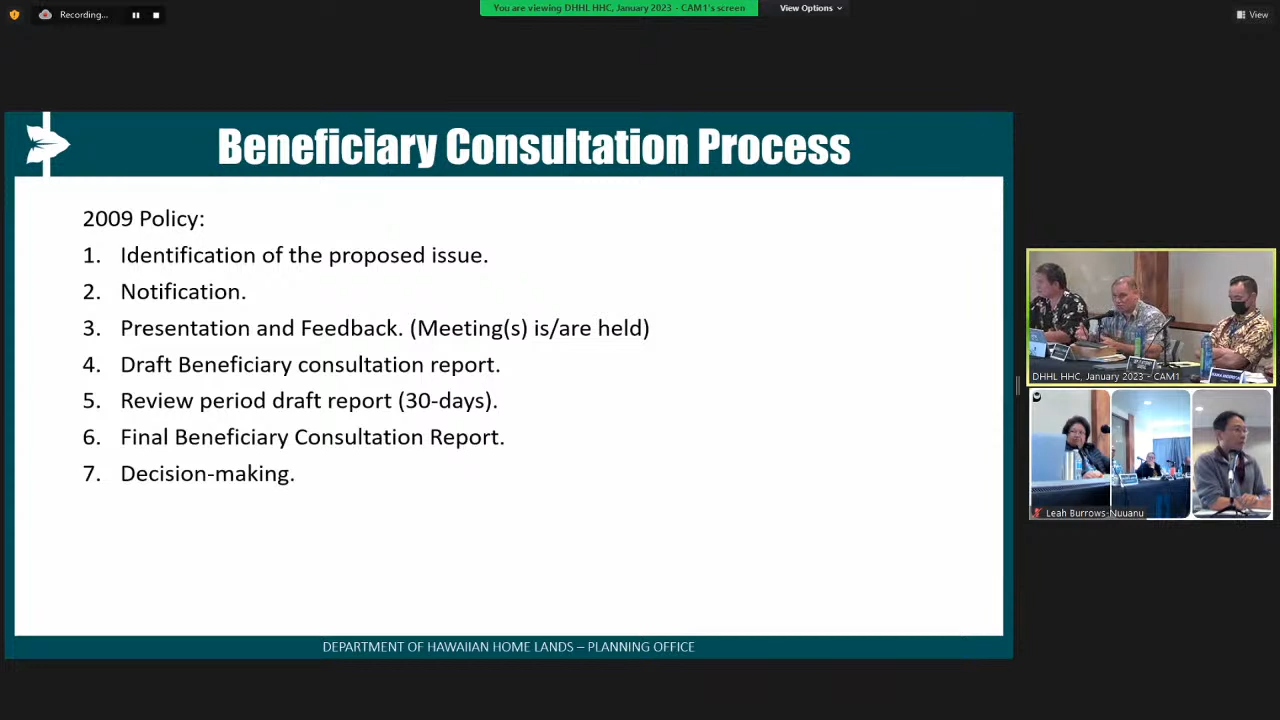 Recording...
You are viewing DHHL HHC, January 2023 - CAM1's screen
View Options
View
Beneficiary Consultation Process
2009 Policy:
1. Identification of the proposed issue.
2. Notification.
3. Presentation and Feedback. (Meeting(s) is/are held)
4. Draft Beneficiary consultation report.
5. Review period draft report (30-days).
6. Final Beneficiary Consultation Report.
7. Decision-making.
DEPARTMENT OF HAWAIIAN HOME LANDS – PLANNING OFFICE
DHHL HHC, January 2023 - CAM1
Leah Burrows-Nuuanu